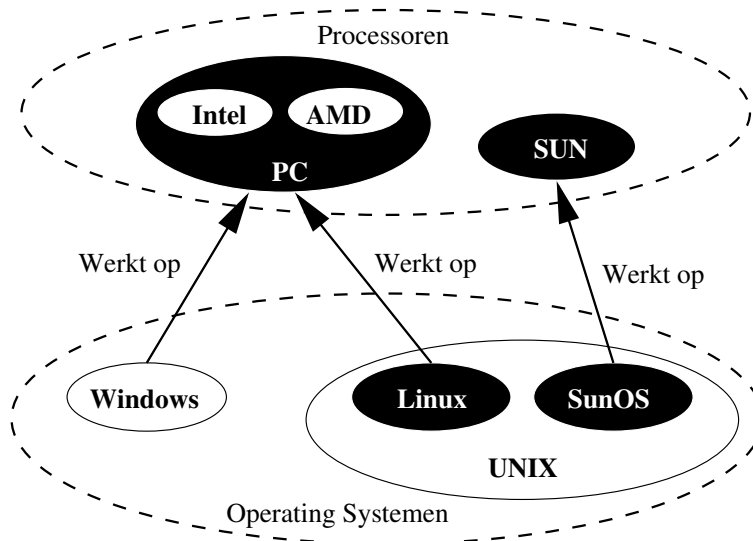 Processoren
Intel
AMD
PC
SUN
Werkt op
Werkt op
Werkt op
Windows
Linux
SunOS
UNIX
Operating Systemen